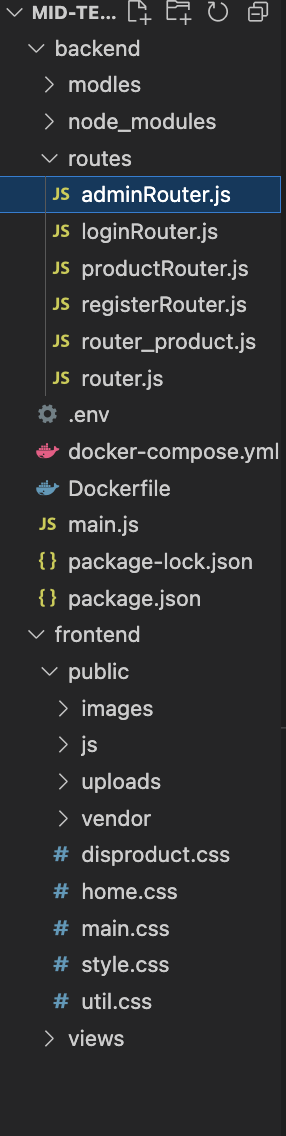 MID-TE...
backend
modles
node_modules
routes
JS adminRouter.js
JS loginRouter.js
JS productRouter.js
JS registerRouter.js
JS router_product.js
JS router.js
.env
docker-compose.yml
Dockerfile
JS main.js
{} package-lock.json
{} package.json
frontend
public
images
js
uploads
vendor
# disproduct.css
# home.css
# main.css
# style.css
# util.css
views